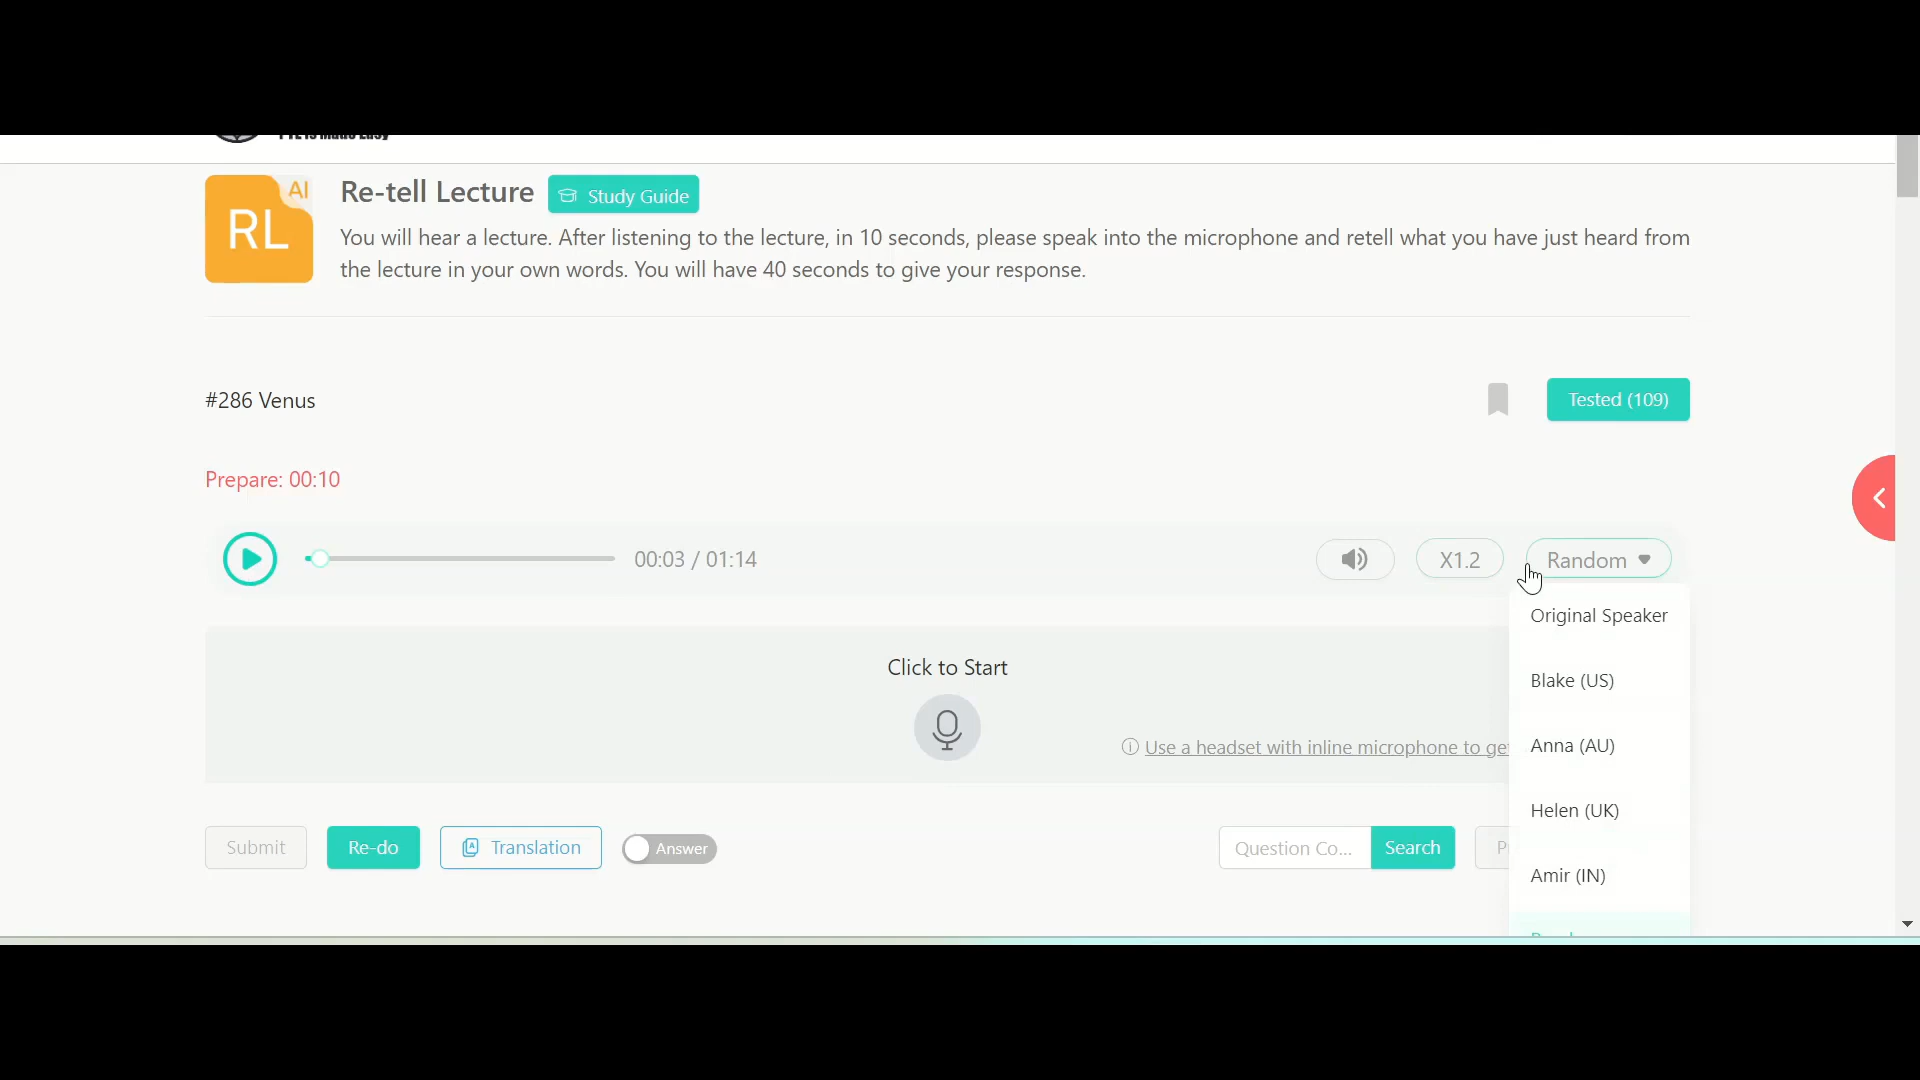 PTE is Made Easy
AI
RL
Re-tell Lecture
Study Guide
You will hear a lecture. After listening to the lecture, in 10 seconds, please speak into the microphone and retell what you have just heard from
the lecture in your own words. You will have 40 seconds to give your response.
#286 Venus
Tested (109)
Prepare: 00:10
00:03 / 01:14
X1.2
Random
Original Speaker
Click to Start
Blake (US)
Use a headset with inline microphone to ge
Anna (AU)
Helen (UK)
Submit
Re-do
Translation
Answer
Question Co...
Search
Amir (IN)